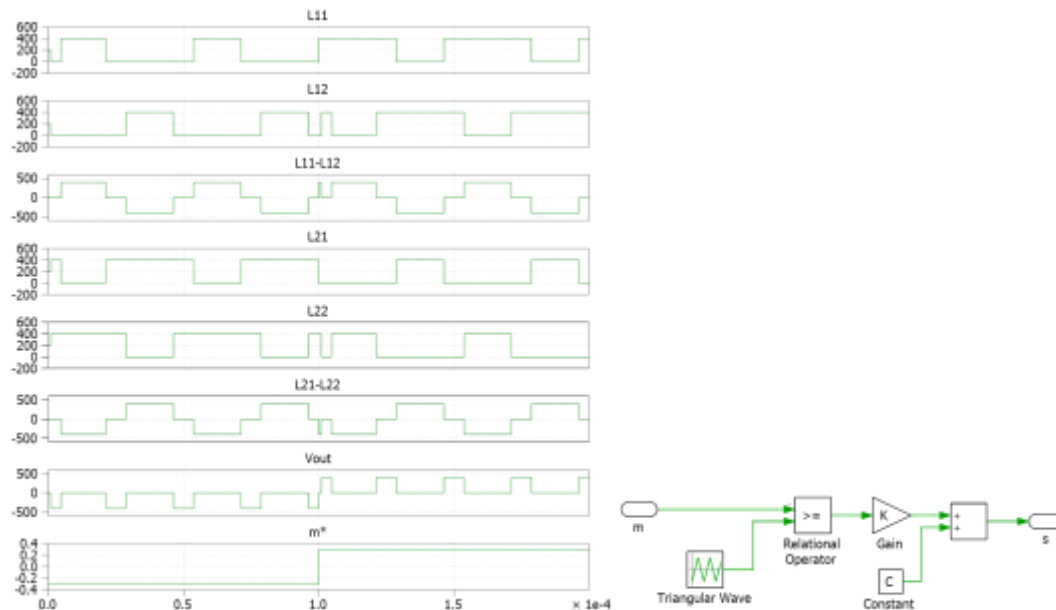 L11
600
400
200
0
-200
L12
600
400
200
0
-200
L11-L12
500
0
-500
L21
600
400
200
0
-200
L22
600
400
200
0
-200
L21-L22
500
0
-500
Vout
500
0
-500
m*
0.4
0.2
0.0
-0.2
-0.4
0.0
0.5
1.0
1.5
× 1e-4
m
>=
Relational
Operator
K
Gain
+
+
s
Triangular Wave
C
Constant